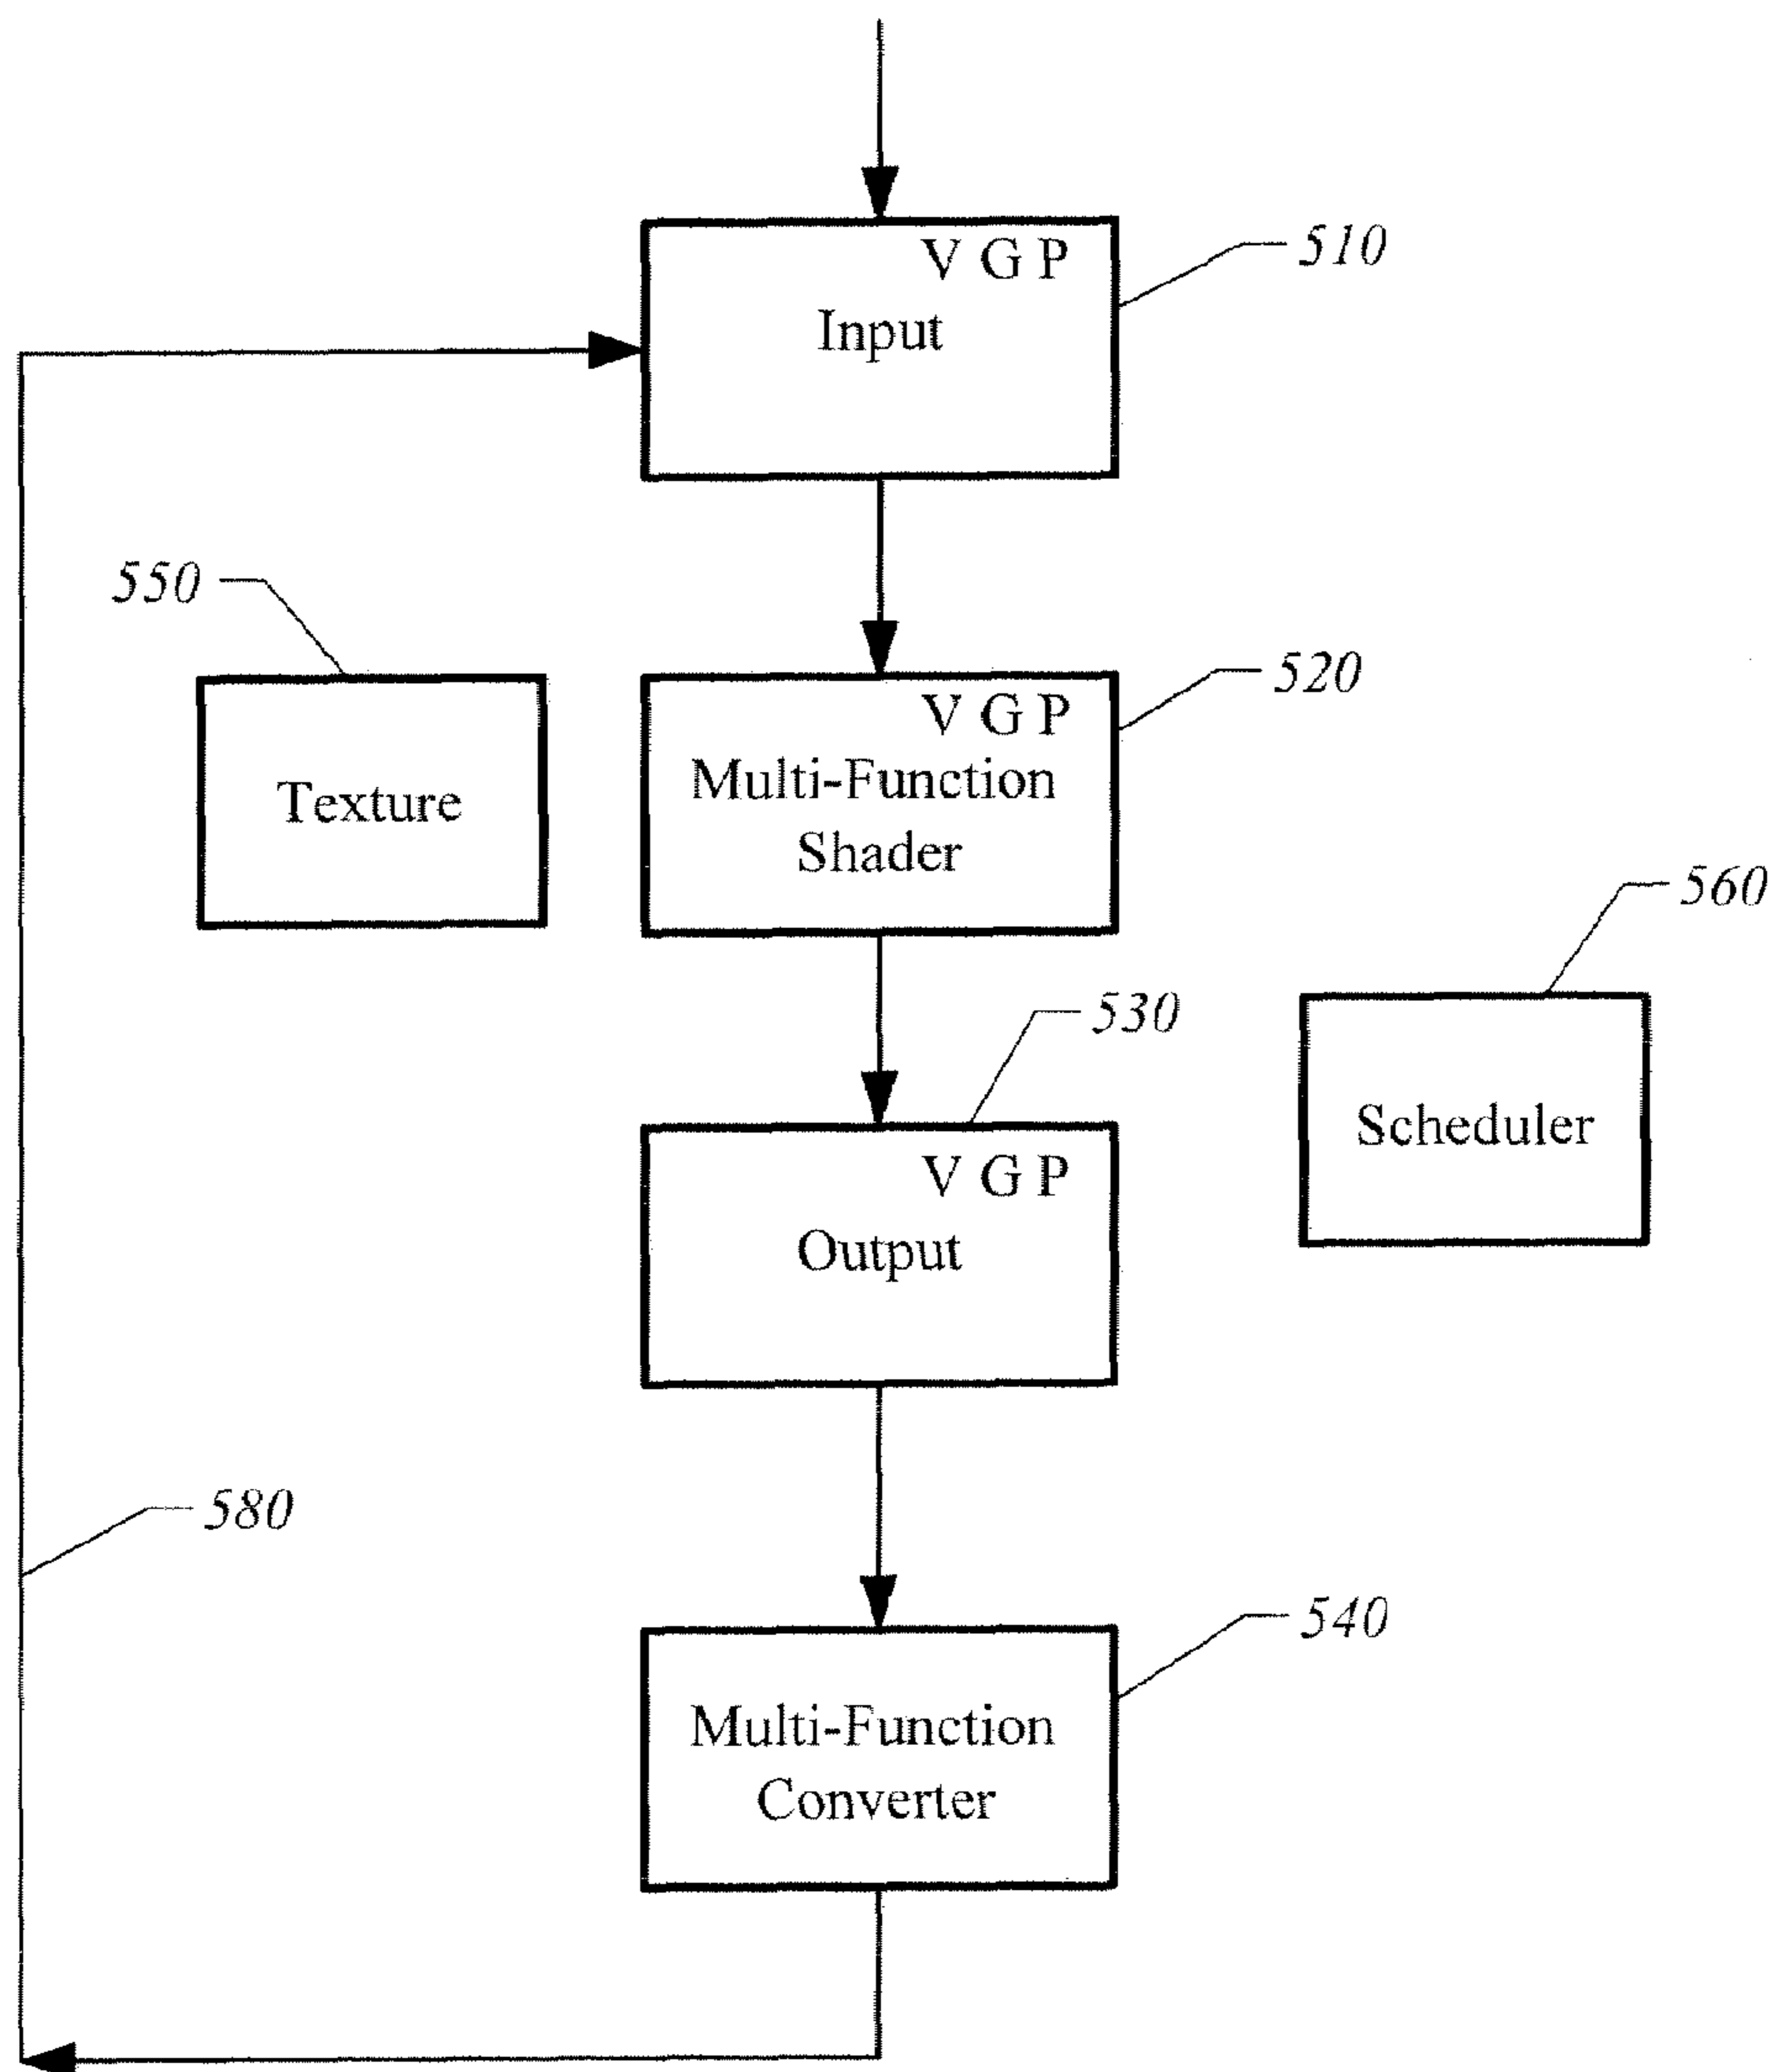 V G P
Input
510
550
Texture
V G P
Multi-Function
Shader
520
560
Scheduler
530
V G P
Output
580
540
Multi-Function
Converter